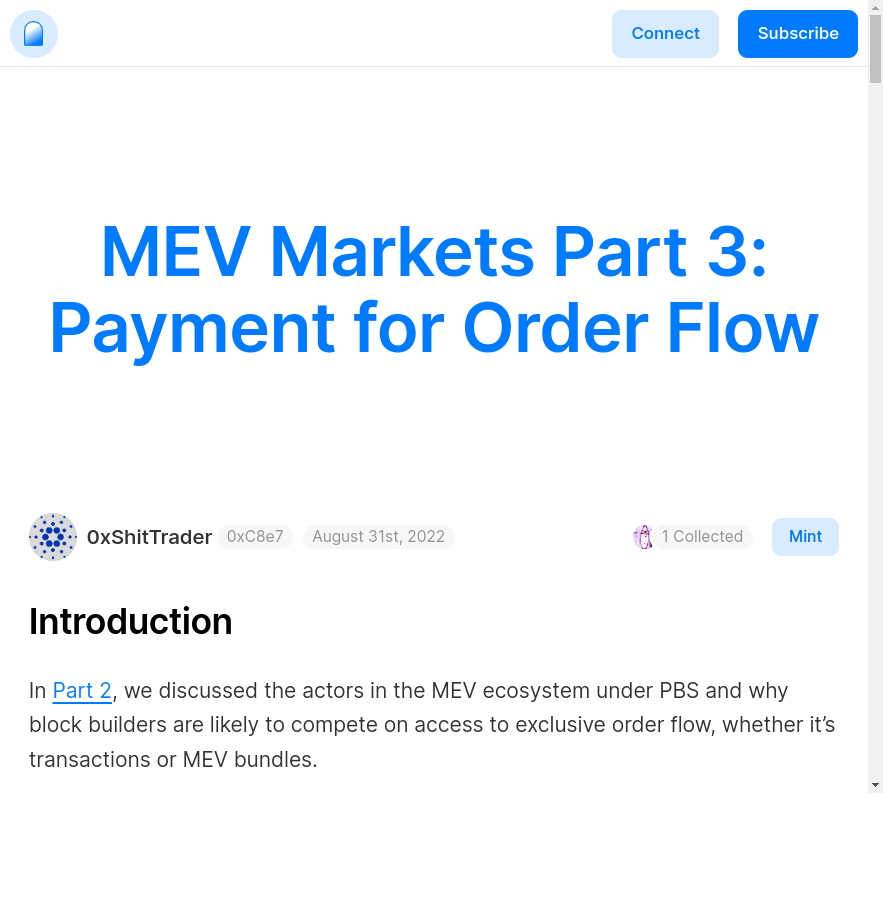 Connect
Subscribe
MEV Markets Part 3:
Payment for Order Flow
0xShitTrader 0xC8e7 August 31st, 2022 1 Collected Mint
Introduction
In Part 2, we discussed the actors in the MEV ecosystem under PBS and why
block builders are likely to compete on access to exclusive order flow, whether it’s
transactions or MEV bundles.